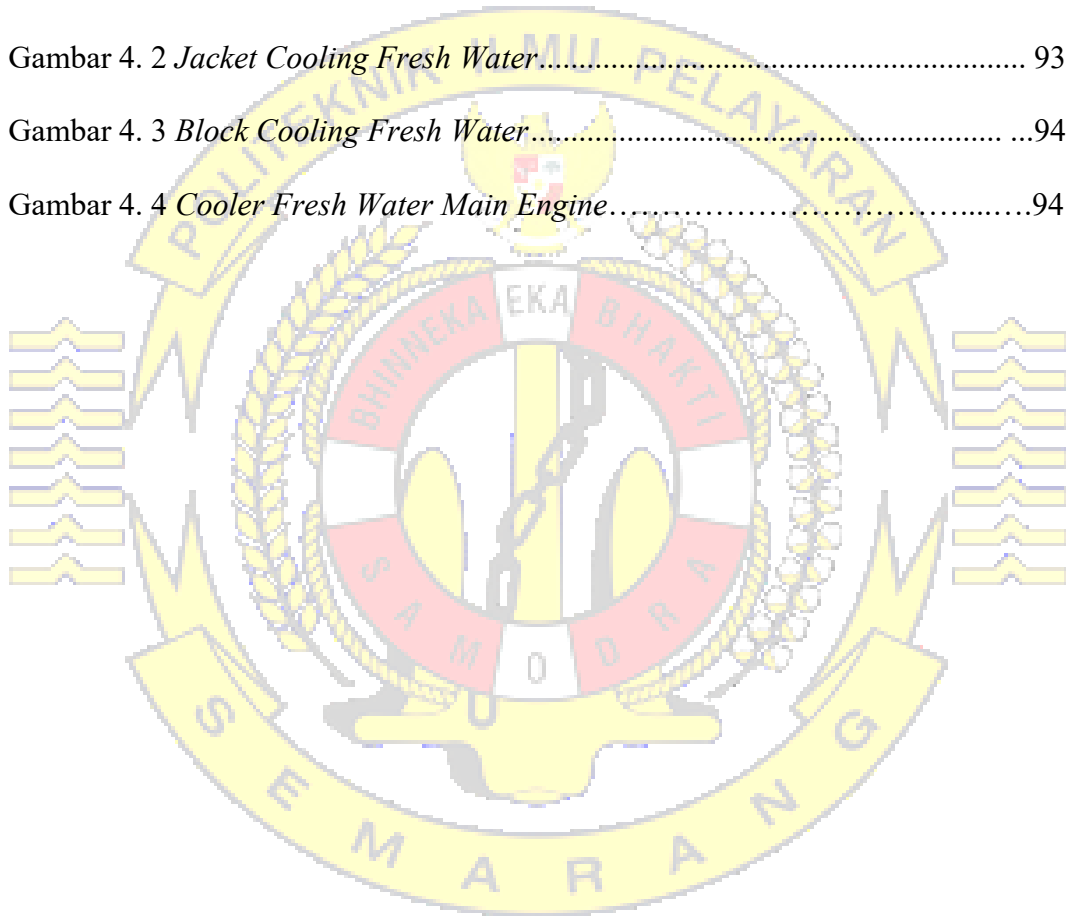 Gambar 4. 2 Jacket Cooling Fresh Water.................................................................. 93
POLITEKNIK ILMU PELAYARAN
Gambar 4. 3 Block Cooling Fresh Water................................................................ ...94
Gambar 4. 4 Cooler Fresh Water Main Engine…………………………………....….94
BHINNEKA EKA BHAKTI
SAMODRA
SEMARANG